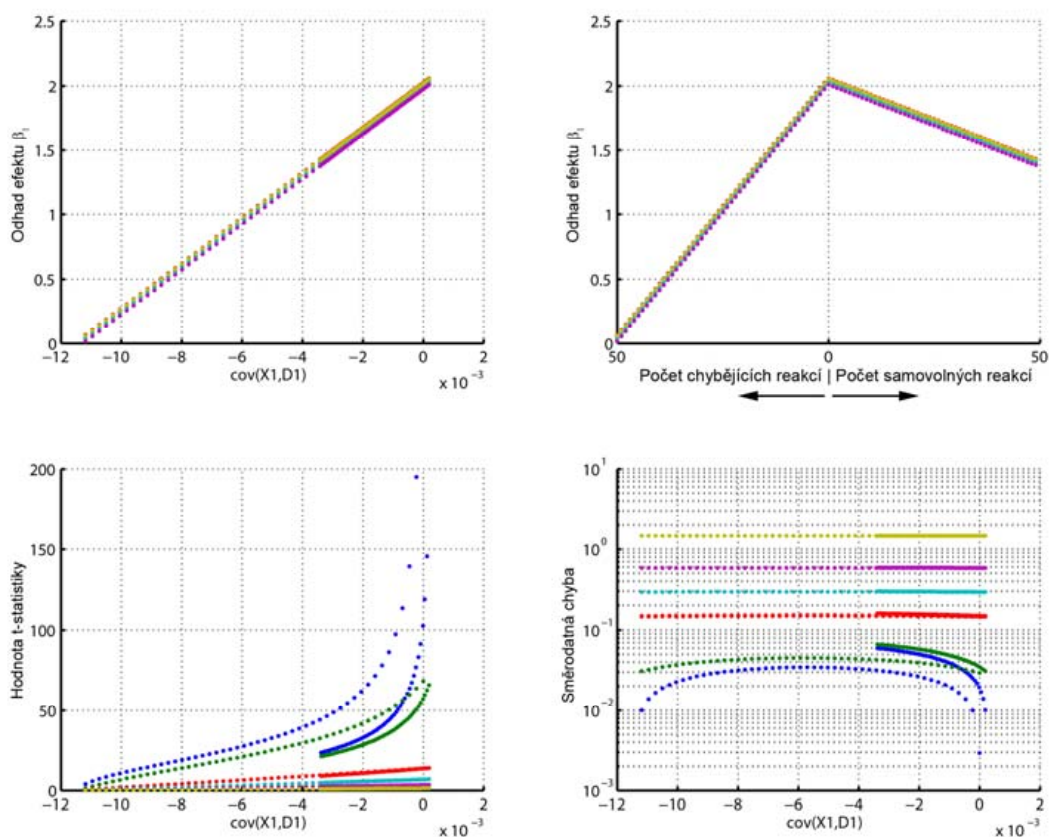 Odhad efektu β1
2.5
2
1.5
1
0.5
0
−12 −10 −8 −6 −4 −2 0 2
cov(X1,D1)
x 10^−3
Odhad efektu β1
2.5
2
1.5
1
0.5
0
50 0 50
Počet chybějících reakcí | Počet samovolných reakcí
Hodnota t-statistiky
200
150
100
50
0
−12 −10 −8 −6 −4 −2 0 2
cov(X1,D1)
x 10^−3
Směrodatná chyba
10^1
10^0
10^−1
10^−2
10^−3
−12 −10 −8 −6 −4 −2 0 2
cov(X1,D1)
x 10^−3